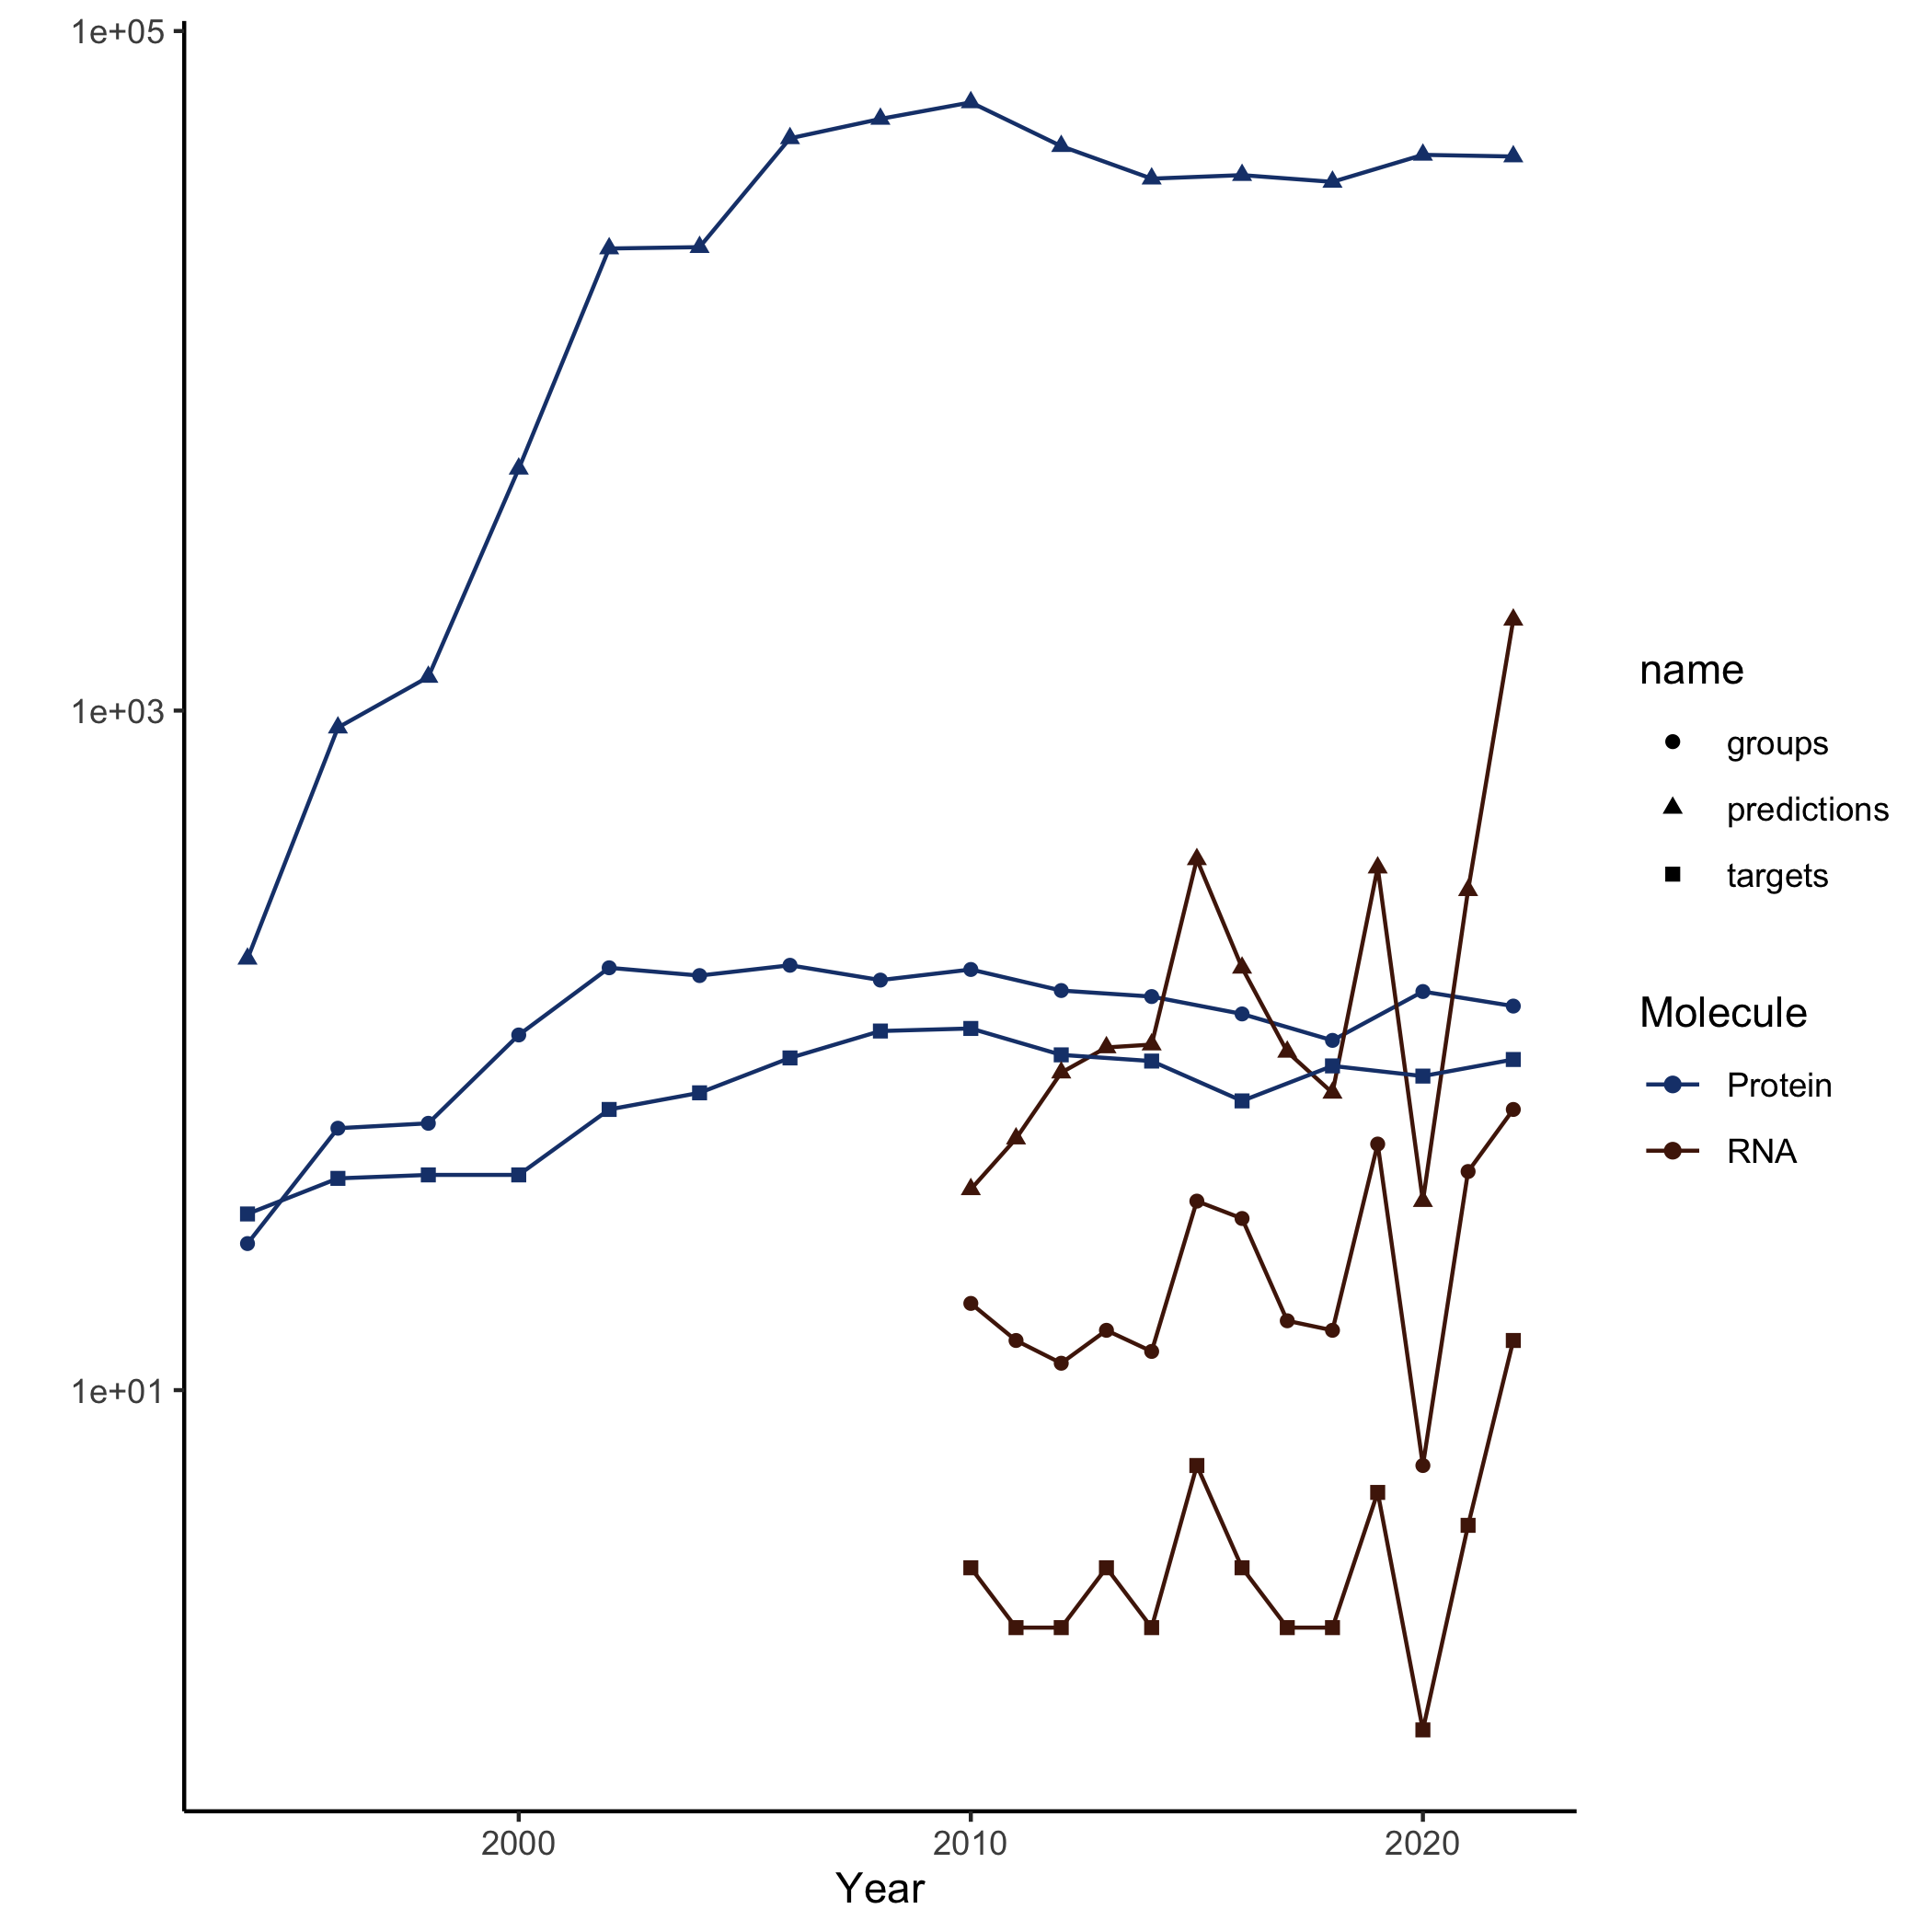 1e+05
1e+03
1e+01
2000
2010
2020
Year
name
groups
predictions
targets
Molecule
Protein
RNA